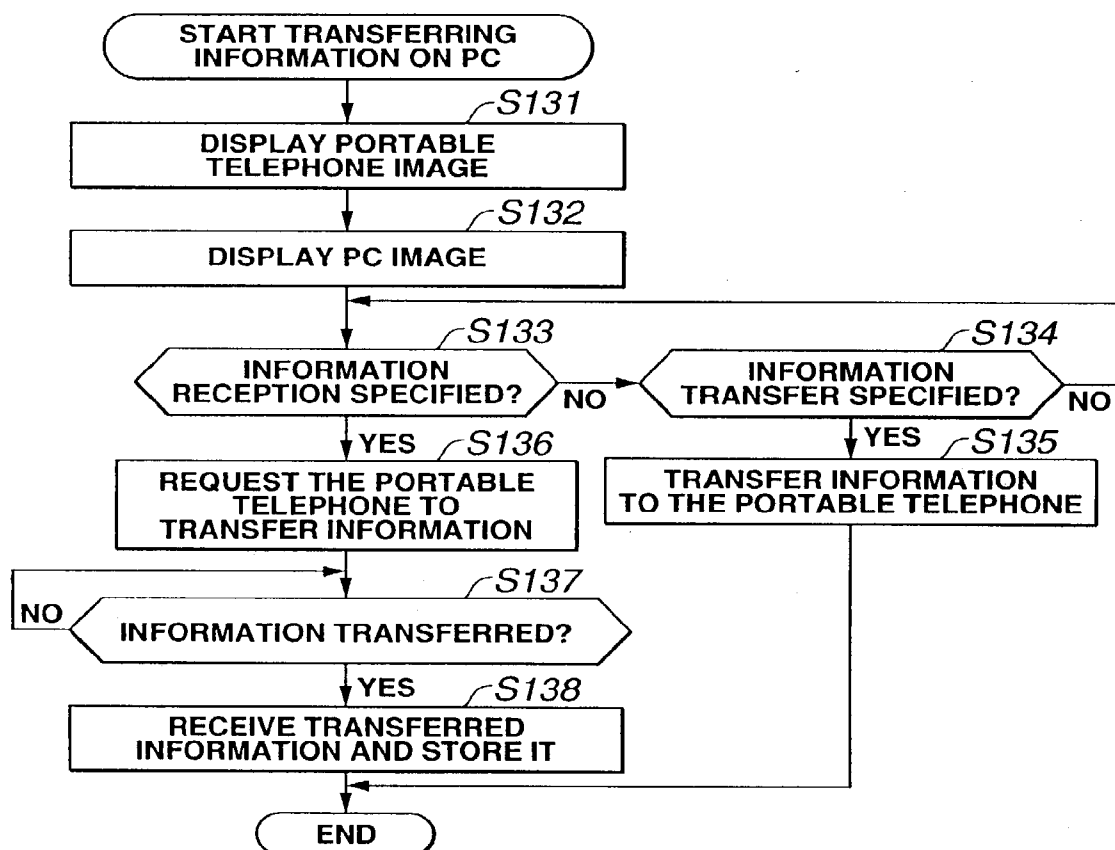 START TRANSFERRING
INFORMATION ON PC
S131
DISPLAY PORTABLE
TELEPHONE IMAGE
S132
DISPLAY PC IMAGE
S133
INFORMATION
RECEPTION SPECIFIED?
NO
S134
INFORMATION
TRANSFER SPECIFIED?
NO
YES
S136
REQUEST THE PORTABLE
TELEPHONE TO
TRANSFER INFORMATION
YES
S135
TRANSFER INFORMATION
TO THE PORTABLE TELEPHONE
S137
NO
INFORMATION TRANSFERRED?
YES
S138
RECEIVE TRANSFERRED
INFORMATION AND STORE IT
END